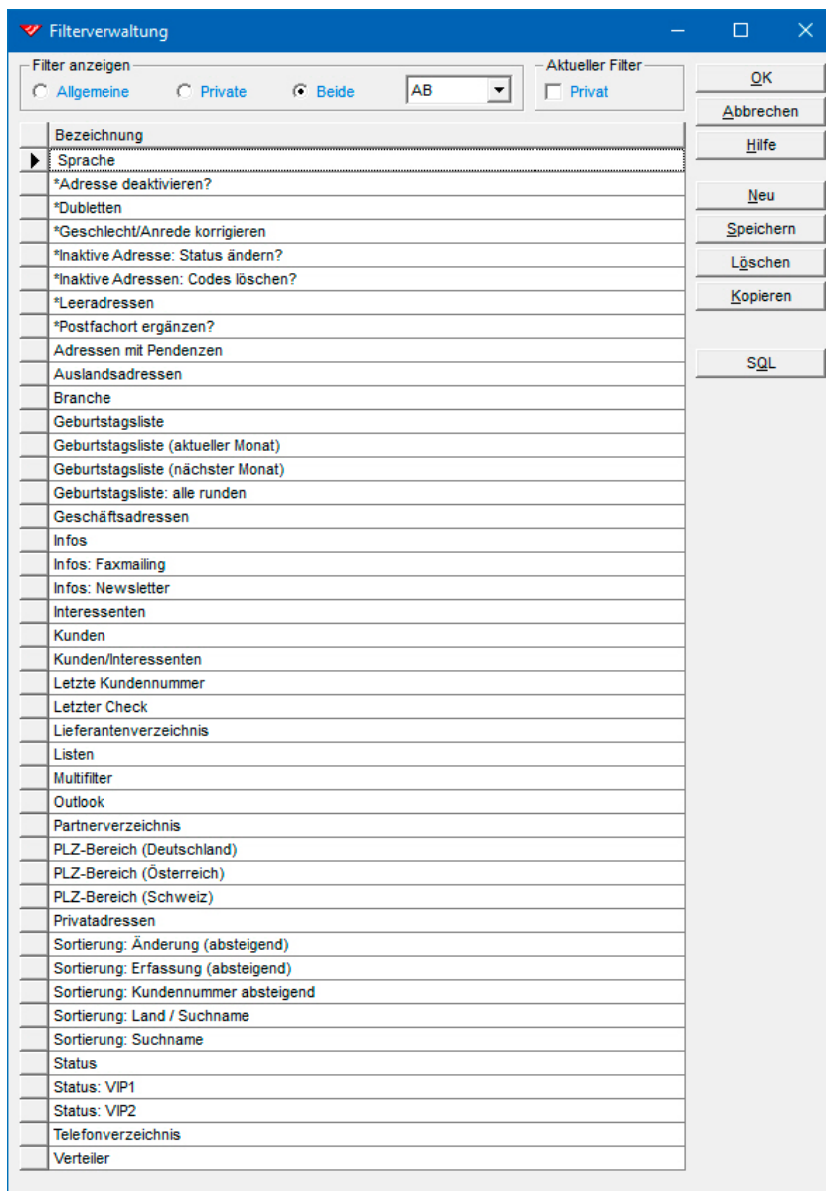 Filterverwaltung
Filter anzeigen
Allgemeine Private Beide AB
Aktueller Filter
Privat
OK
Abbrechen
Hilfe
Neu
Speichern
Löschen
Kopieren
SQL
Bezeichnung
Sprache
*Adresse deaktivieren?
*Dubletten
*Geschlecht/Anrede korrigieren
*Inaktive Adresse: Status ändern?
*Inaktive Adressen: Codes löschen?
*Leeradressen
*Postfachort ergänzen?
Adressen mit Pendenzen
Auslandsadressen
Branche
Geburtstagsliste
Geburtstagsliste (aktueller Monat)
Geburtstagsliste (nächster Monat)
Geburtstagsliste: alle runden
Geschäftsadressen
Infos
Infos: Faxmailing
Infos: Newsletter
Interessenten
Kunden
Kunden/Interessenten
Letzte Kundennummer
Letzter Check
Lieferantenverzeichnis
Listen
Multifilter
Outlook
Partnerverzeichnis
PLZ-Bereich (Deutschland)
PLZ-Bereich (Österreich)
PLZ-Bereich (Schweiz)
Privatadressen
Sortierung: Änderung (absteigend)
Sortierung: Erfassung (absteigend)
Sortierung: Kundennummer absteigend
Sortierung: Land / Suchname
Sortierung: Suchname
Status
Status: VIP1
Status: VIP2
Telefonverzeichnis
Verteiler